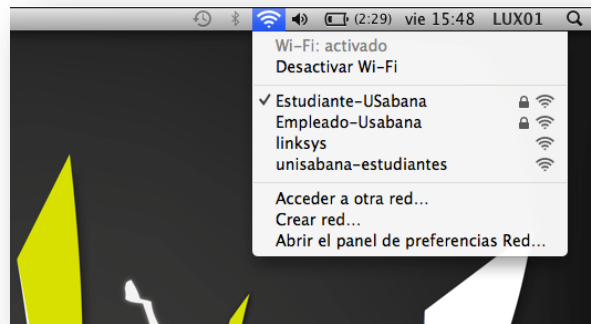 (2:29) vie 15:48 LUX01
Wi-Fi: activado
Desactivar Wi-Fi
Estudiante-USabana
Empleado-Usabana
linksys
unisabana-estudiantes
Acceder a otra red...
Crear red...
Abrir el panel de preferencias Red...